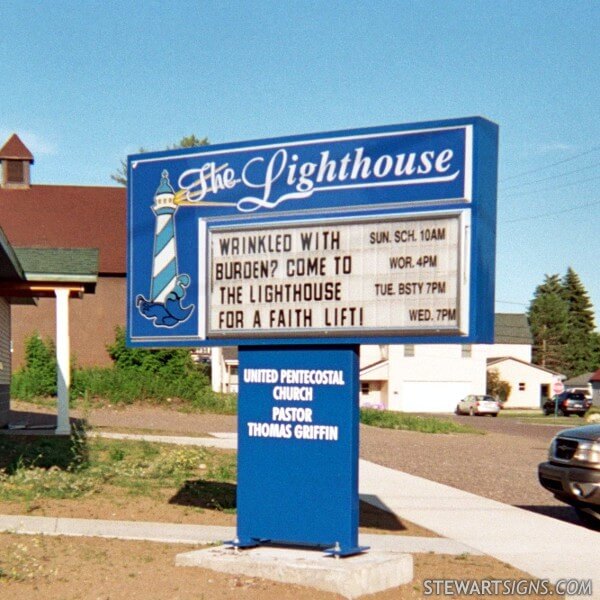 The Lighthouse
WRINKLED WITH
BURDEN? COME TO
THE LIGHTHOUSE
FOR A FAITH LIFT!
SUN. SCH. 10AM
WOR. 4PM
TUE. BSTY 7PM
WED. 7PM
UNITED PENTECOSTAL
CHURCH
PASTOR
THOMAS GRIFFIN
STEWARTSIGNS.COM